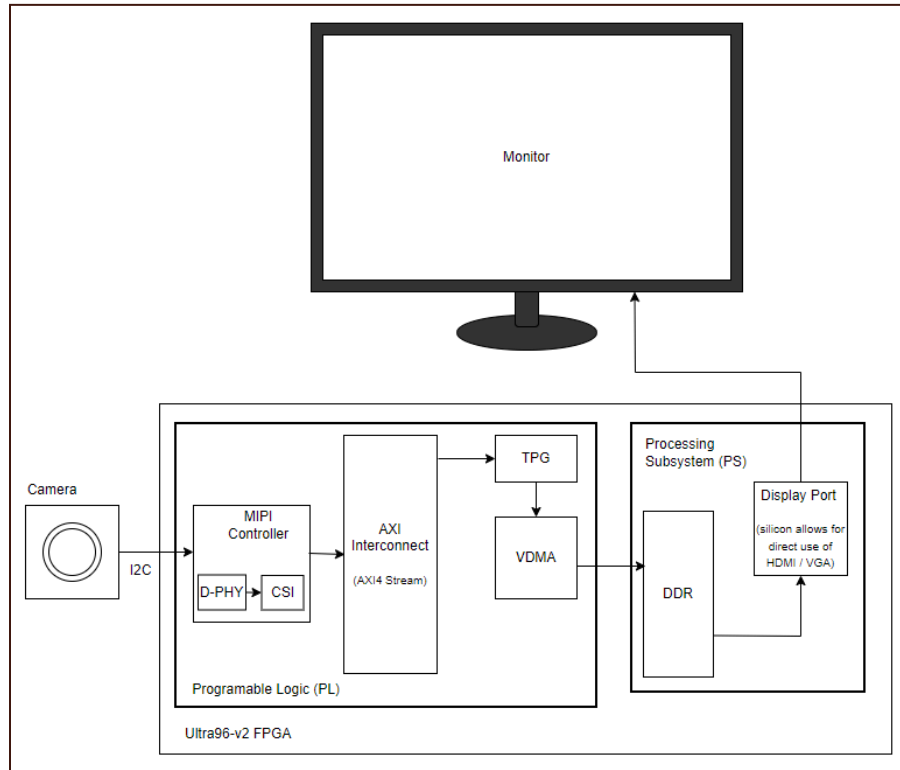 Monitor
Camera
I2C
MIPI
Controller
D-PHY
CSI
AXI
Interconnect
(AXI4 Stream)
TPG
VDMA
Programable Logic (PL)
Processing
Subsystem (PS)
DDR
Display Port
(silicon allows for
direct use of
HDMI / VGA)
Ultra96-v2 FPGA